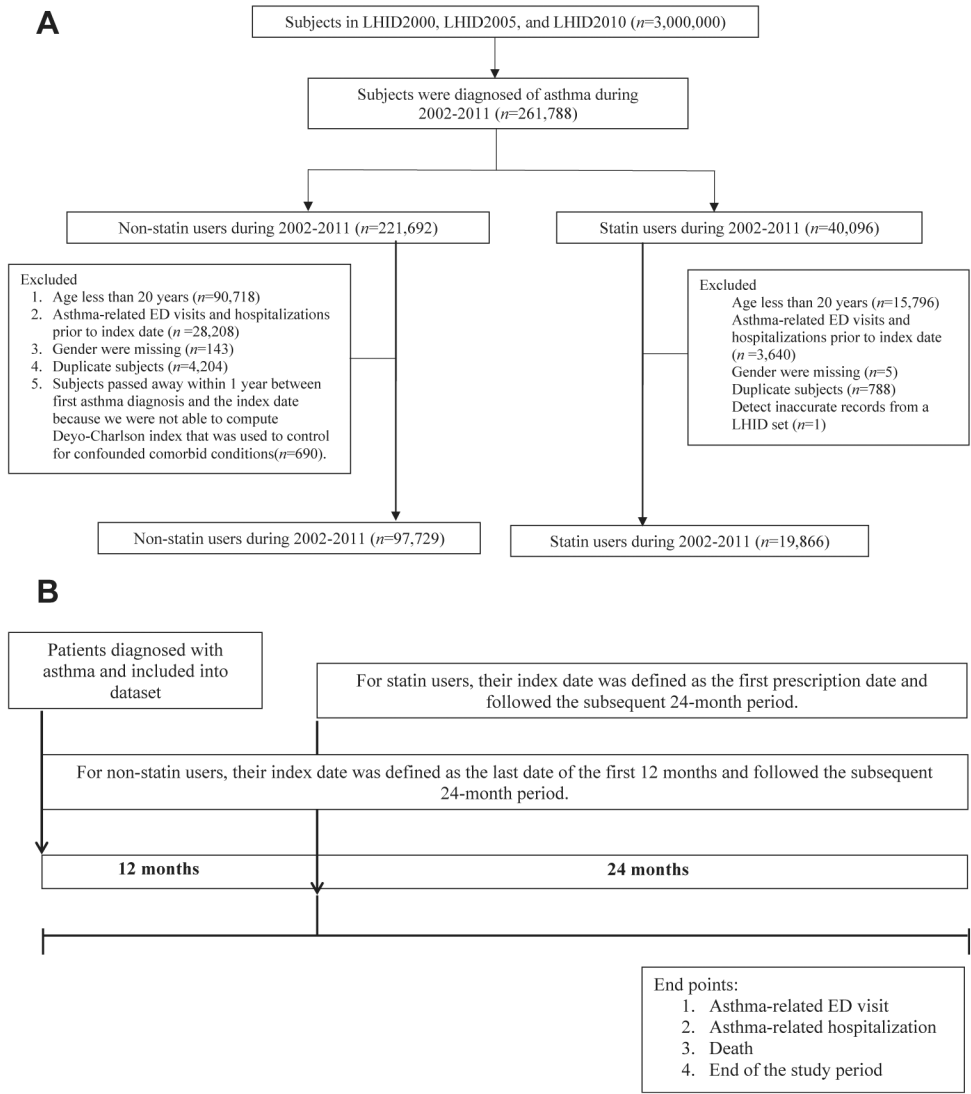 A
Subjects in LHID2000, LHID2005, and LHID2010 (n=3,000,000)
Subjects were diagnosed of asthma during
2002-2011 (n=261,788)
Non-statin users during 2002-2011 (n=221,692)
Statin users during 2002-2011 (n=40,096)
Excluded
1. Age less than 20 years (n=90,718)
2. Asthma-related ED visits and hospitalizations
prior to index date (n =28,208)
3. Gender were missing (n=143)
4. Duplicate subjects (n=4,204)
5. Subjects passed away within 1 year between
first asthma diagnosis and the index date
because we were not able to compute
Deyo-Charlson index that was used to control
for confounded comorbid conditions(n=690).
Excluded
Age less than 20 years (n=15,796)
Asthma-related ED visits and
hospitalizations prior to index date
(n =3,640)
Gender were missing (n=5)
Duplicate subjects (n=788)
Detect inaccurate records from a
LHID set (n=1)
Non-statin users during 2002-2011 (n=97,729)
Statin users during 2002-2011 (n=19,866)
B
Patients diagnosed with
asthma and included into
dataset
For statin users, their index date was defined as the first prescription date and
followed the subsequent 24-month period.
For non-statin users, their index date was defined as the last date of the first 12 months and followed the subsequent
24-month period.
12 months
24 months
End points:
1. Asthma-related ED visit
2. Asthma-related hospitalization
3. Death
4. End of the study period